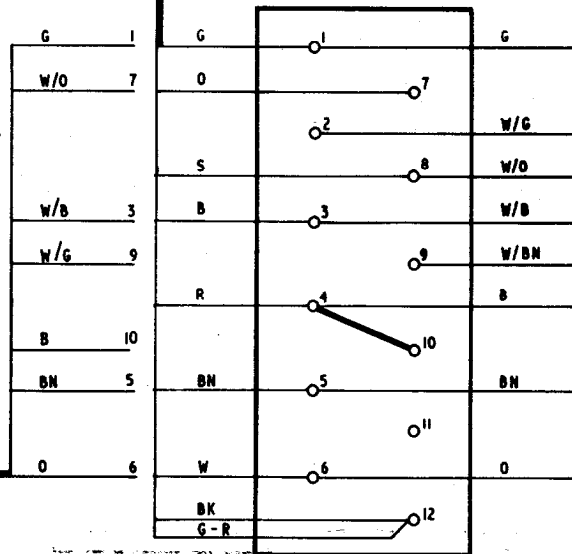 G 1 G 1 G
W/O 7 O 7
2 W/G
S 8 W/O
W/B 3 B 3 W/B
W/G 9 9 W/BN
R 4 B
B 10 10
BN 5 BN 5 BN
11
O 6 W 6 O
BK 12
G-R